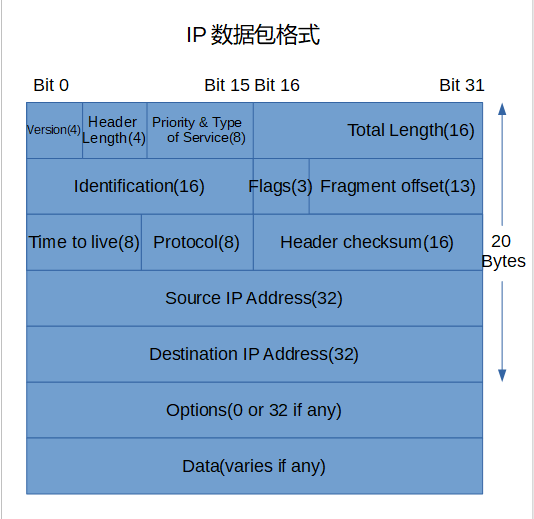 IP 数据包格式
Bit 0
Bit 15
Bit 16
Bit 31
Version(4)
Header
Length(4)
Priority & Type
of Service(8)
Total Length(16)
Identification(16)
Flags(3)
Fragment offset(13)
Time to live(8)
Protocol(8)
Header checksum(16)
20
Bytes
Source IP Address(32)
Destination IP Address(32)
Options(0 or 32 if any)
Data(varies if any)